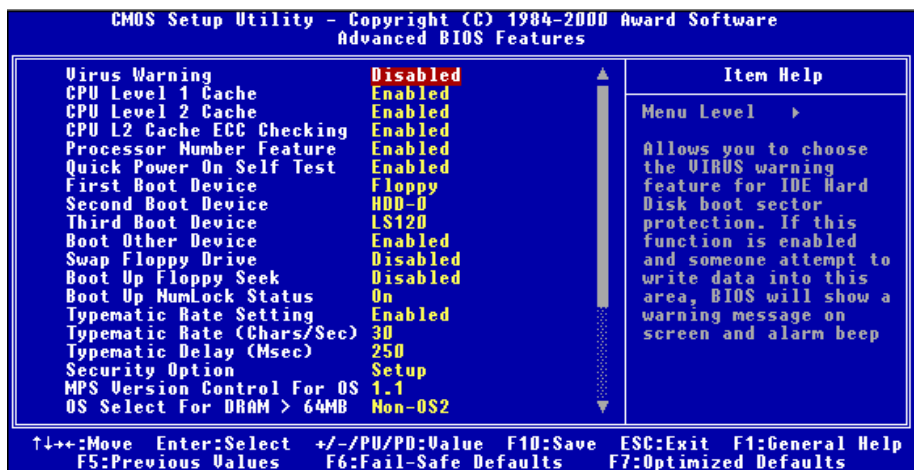 CMOS Setup Utility - Copyright (C) 1984-2000 Award Software
Advanced BIOS Features
Virus Warning Disabled
CPU Level 1 Cache Enabled
CPU Level 2 Cache Enabled
CPU L2 Cache ECC Checking Enabled
Processor Number Feature Enabled
Quick Power On Self Test Enabled
First Boot Device Floppy
Second Boot Device HDD-0
Third Boot Device LS120
Boot Other Device Enabled
Swap Floppy Drive Disabled
Boot Up Floppy Seek Disabled
Boot Up NumLock Status On
Typematic Rate Setting Enabled
Typematic Rate (Chars/Sec) 30
Typematic Delay (Msec) 250
Security Option Setup
MPS Version Control For OS 1.1
OS Select For DRAM > 64MB Non-OS2
Item Help
Menu Level ▸
Allows you to choose
the VIRUS warning
feature for IDE Hard
Disk boot sector
protection. If this
function is enabled
and someone attempt to
write data into this
area, BIOS will show a
warning message on
screen and alarm beep
↑↓→←:Move Enter:Select +/-/PU/PD:Value F10:Save ESC:Exit F1:General Help
F5:Previous Values F6:Fail-Safe Defaults F7:Optimized Defaults